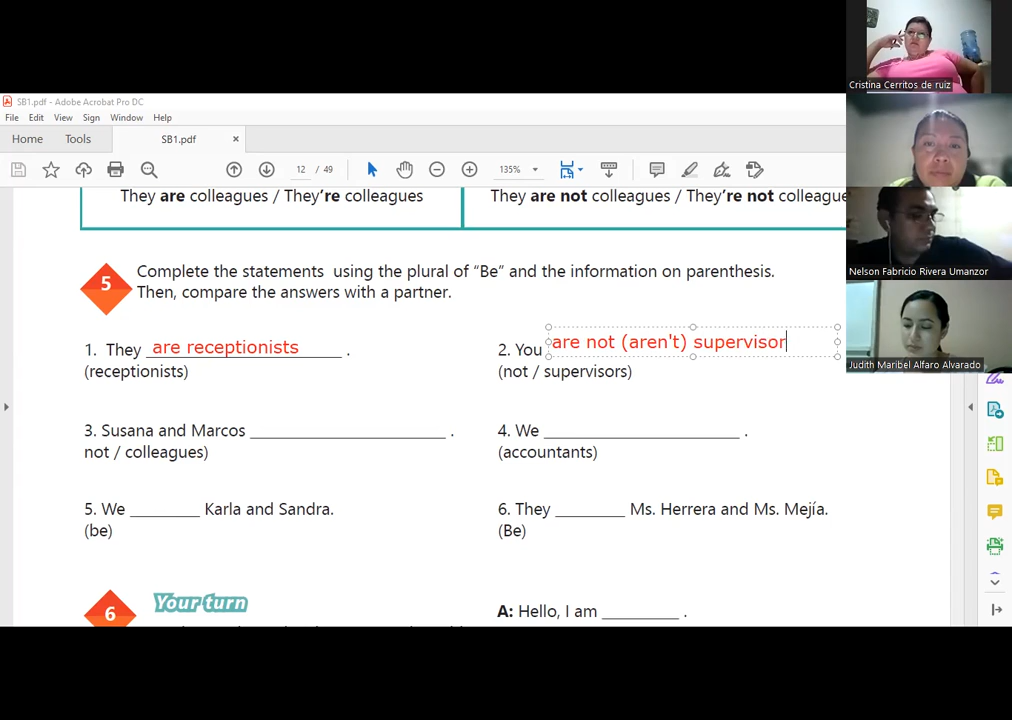 Cristina Cerritos de ruiz
SB1.pdf - Adobe Acrobat Pro DC
File Edit View Sign Window Help
Home Tools SB1.pdf ×
12 / 49 135%
They are colleagues / They're colleagues
They are not colleagues / They're not colleague
Nelson Fabricio Rivera Umanzor
5 Complete the statements using the plural of “Be” and the information on parenthesis.
Then, compare the answers with a partner.
1. They are receptionists .
(receptionists)
2. You are not (aren't) supervisor
(not / supervisors)
Judith Maribel Alfaro Alvarado
3. Susana and Marcos ______________________ .
not / colleagues)
4. We ______________________ .
(accountants)
5. We ________ Karla and Sandra.
(be)
6. They ________ Ms. Herrera and Ms. Mejía.
(Be)
6 Your turn
A: Hello, I am _________ .